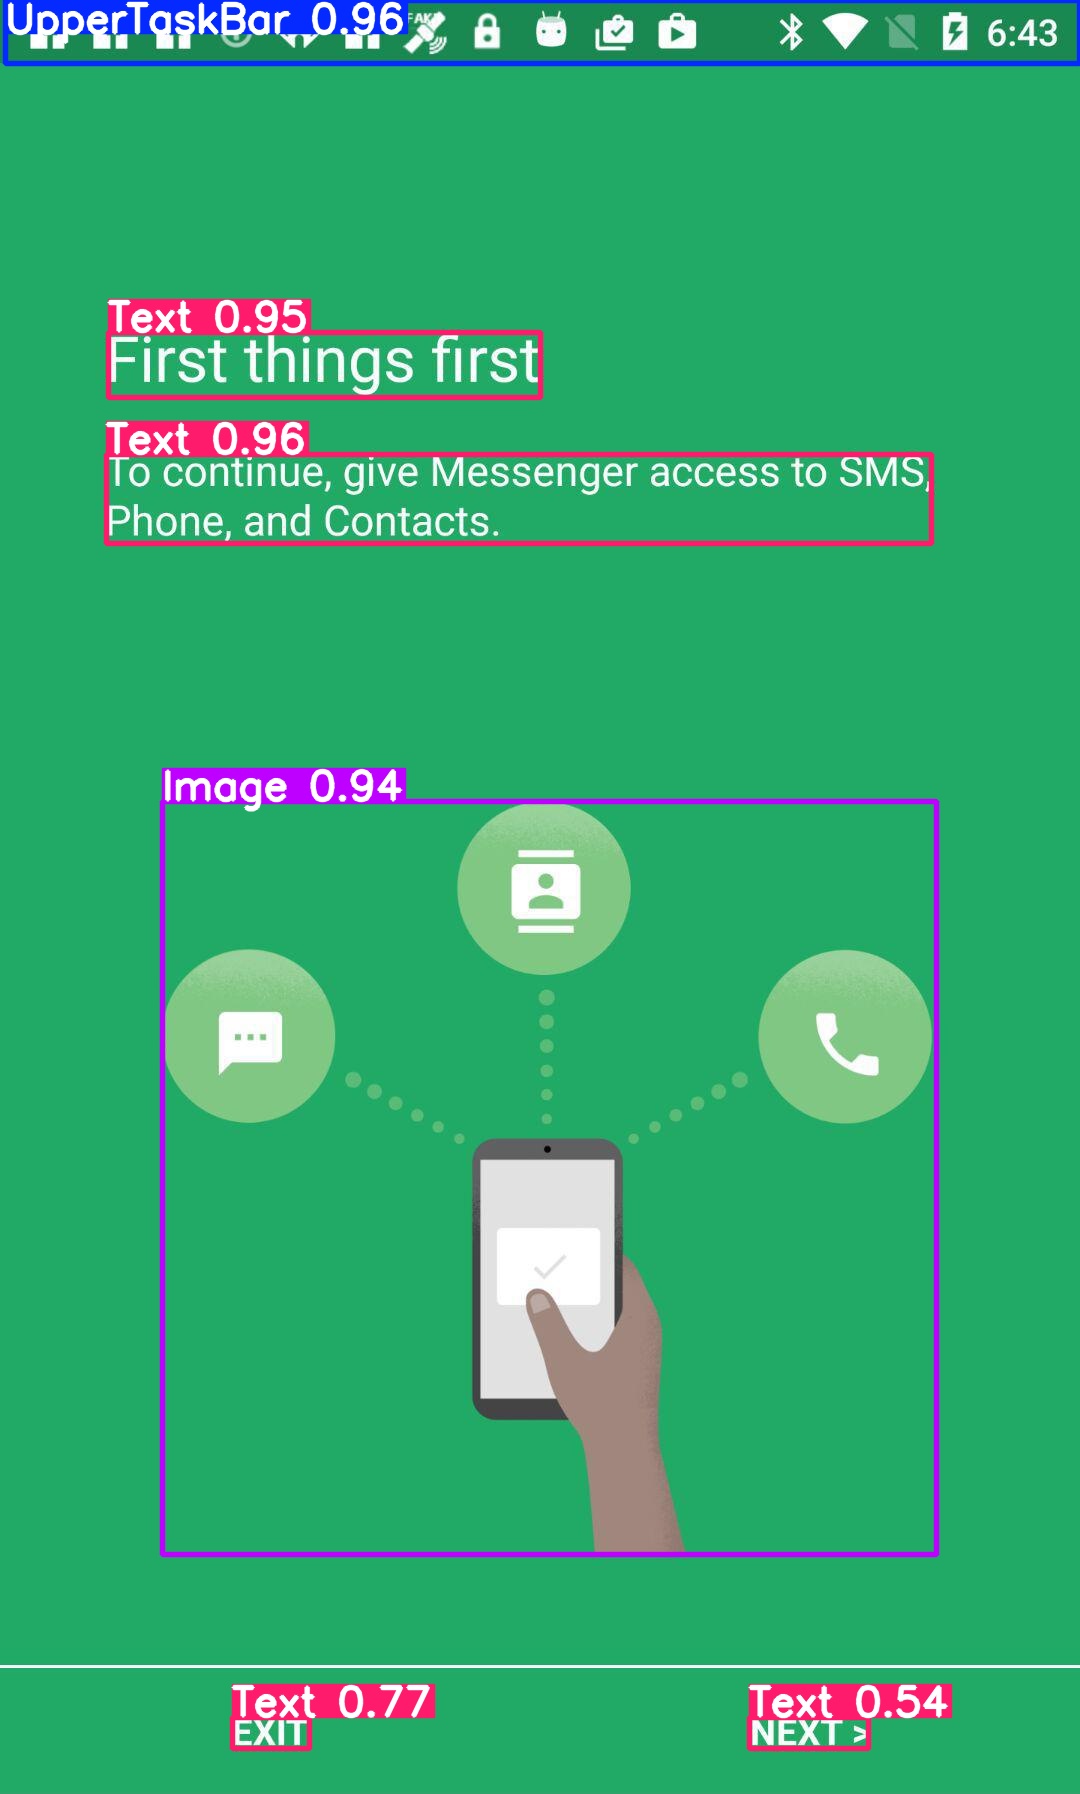 UpperTaskBar 0.96
FAKE
6:43
Text 0.95
First things first
Text 0.96
To continue, give Messenger access to SMS,
Phone, and Contacts.
Image 0.94
Text 0.77
Text 0.54
EXIT
NEXT >